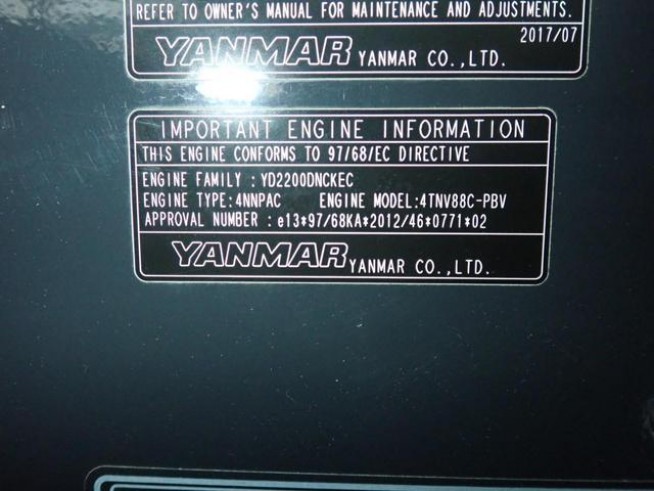 REFER TO OWNER'S MANUAL FOR MAINTENANCE AND ADJUSTMENTS.
2017/07
YANMAR YANMAR CO.,LTD.
IMPORTANT ENGINE INFORMATION
THIS ENGINE CONFORMS TO 97/68/EC DIRECTIVE
ENGINE FAMILY : YD2200DNCKEC
ENGINE TYPE:4NNPAC ENGINE MODEL:4TNV88C-PBV
APPROVAL NUMBER : e13*97/68KA*2012/46*0771*02
YANMAR YANMAR CO.,LTD.